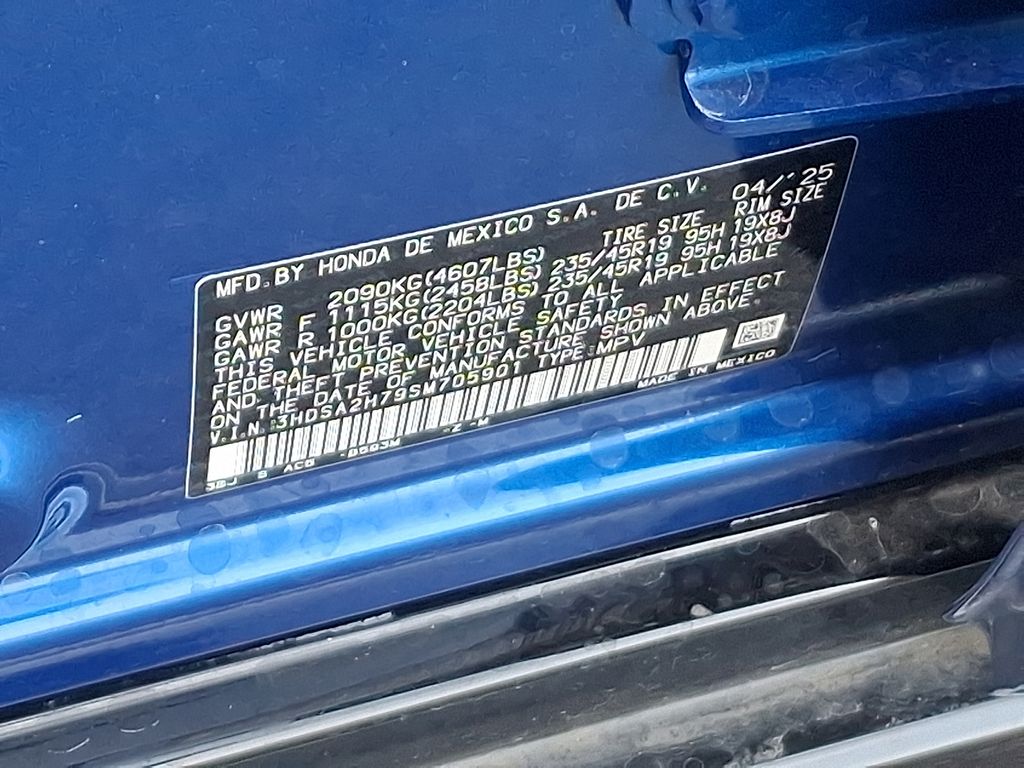 MFD.BY HONDA DE MEXICO S.A. DE C.V. 04/'25
TIRE SIZE RIM SIZE
GVWR 2090KG(4607LBS)
GAWR F 1115KG(2458LBS) 235/45R19 95H 19X8J
GAWR R 1000KG(2204LBS) 235/45R19 95H 19X8J
THIS VEHICLE CONFORMS TO ALL APPLICABLE
FEDERAL MOTOR VEHICLE SAFETY
AND THEFT PREVENTION STANDARDS IN EFFECT
ON THE DATE OF MANUFACTURE SHOWN ABOVE.
V.I.N.:3HDSA2H79SM705901 TYPE:MPV
MADE IN MEXICO